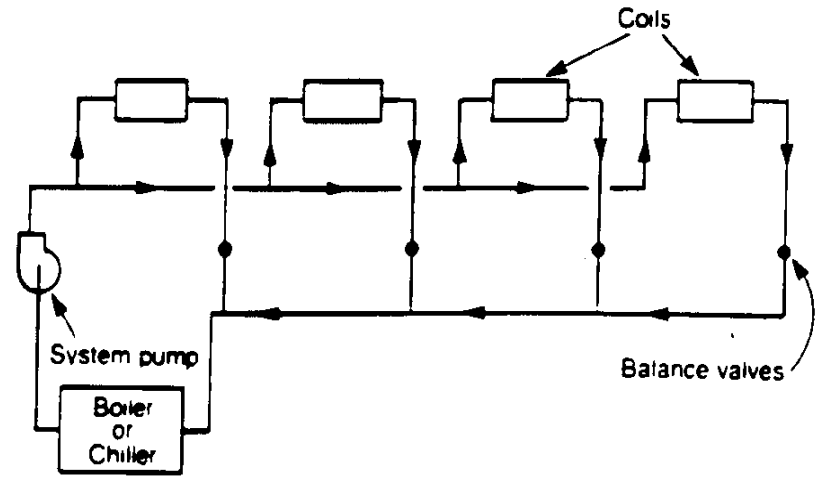 Coils
System pump
Balance valves
Boiler
or
Chiller